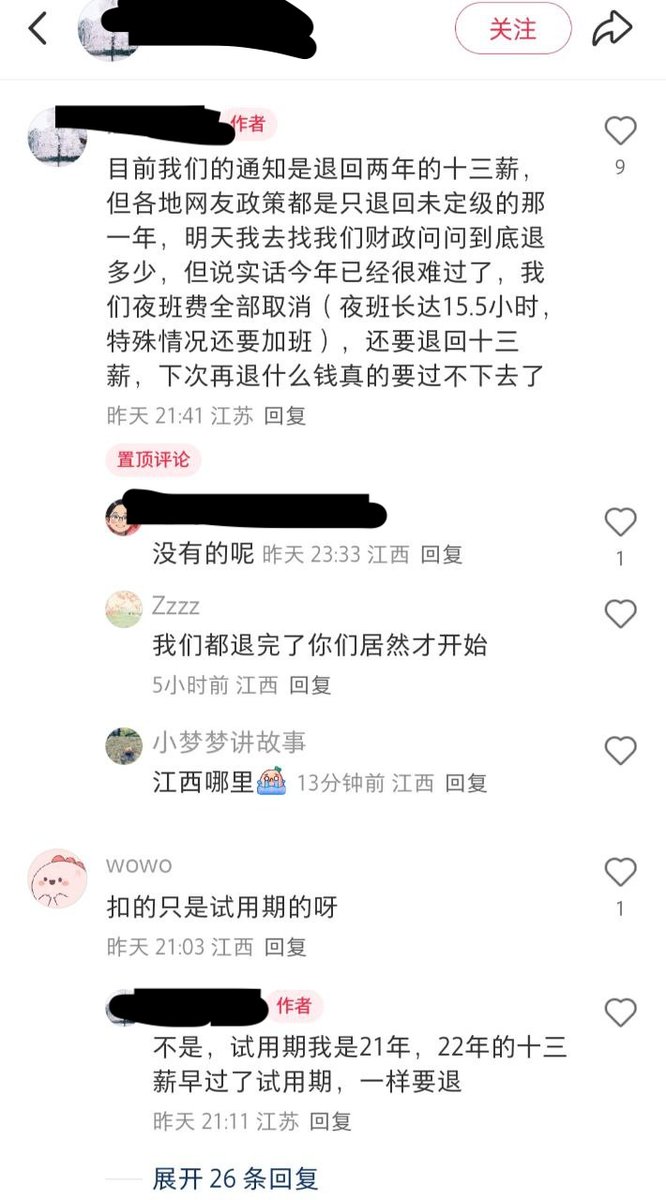 关注
作者
9
目前我们的通知是退回两年的十三薪，
但各地网友政策都是只退回未定级的那
一年，明天我去找我们财政问问到底退
多少，但说实话今年已经很难过了，我
们夜班费全部取消（夜班长达15.5小时，
特殊情况还要加班），还要退回十三
薪，下次再退什么钱真的要过不下去了
昨天 21:41 江苏 回复
置顶评论
没有的呢 昨天 23:33 江西 回复
1
Zzzz
我们都退完了你们居然才开始
5小时前 江西 回复
小梦梦讲故事
江西哪里 13分钟前 江西 回复
wowo
扣的只是试用期的呀
1
昨天 21:03 江西 回复
作者
不是，试用期我是21年，22年的十三
薪早过了试用期，一样要退
昨天 21:11 江苏 回复
展开 26 条回复